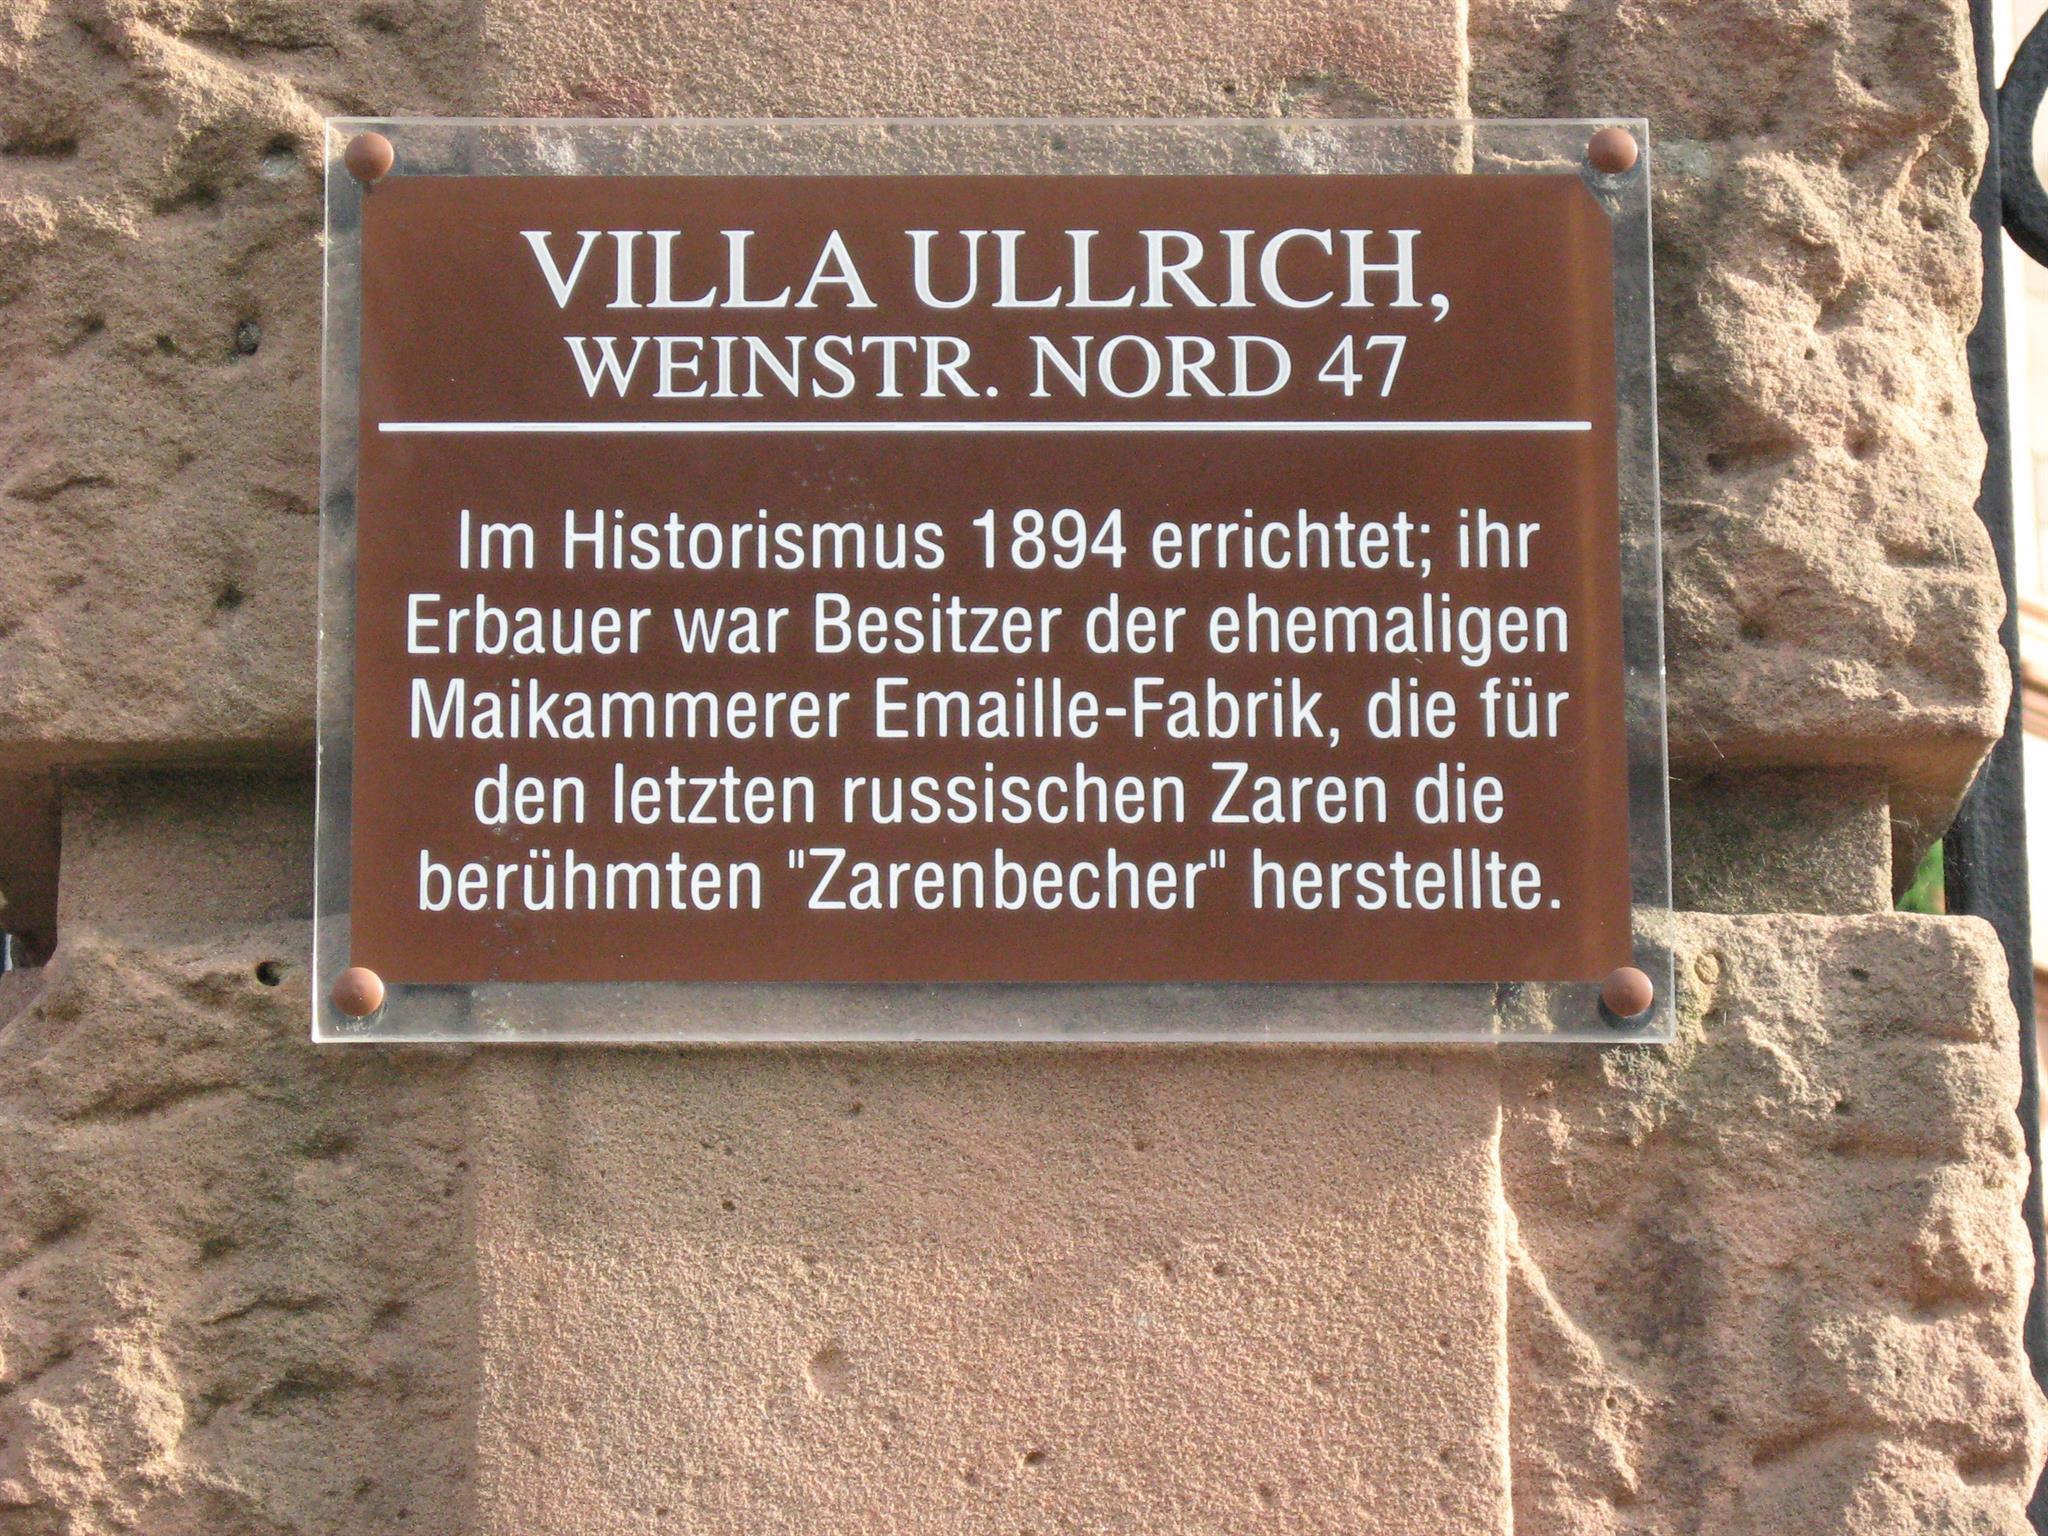 VILLA ULLRICH,
WEINSTR. NORD 47
Im Historismus 1894 errichtet; ihr
Erbauer war Besitzer der ehemaligen
Maikammerer Emaille-Fabrik, die für
den letzten russischen Zaren die
berühmten "Zarenbecher" herstellte.